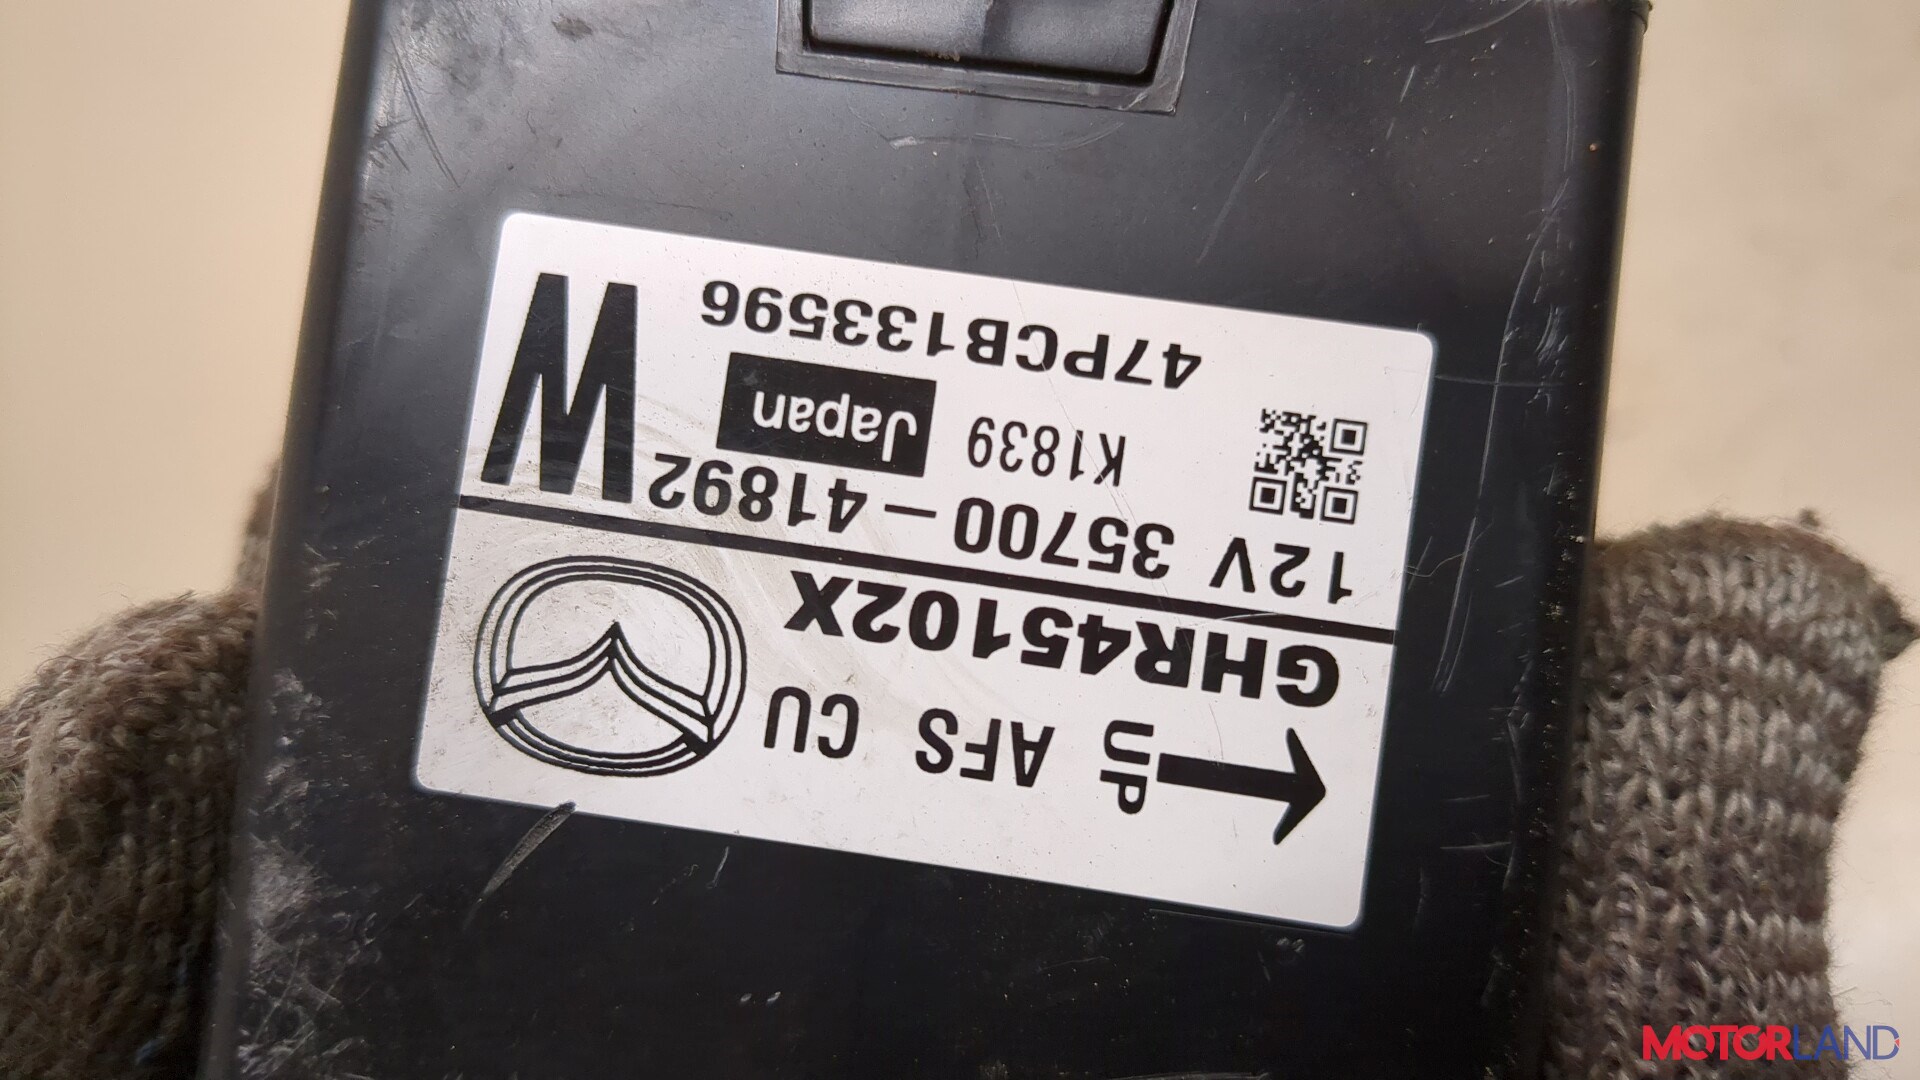 ← UP AFS CU
GHR45102X
12V 35700-41892
K1839 Japan W
47PCB133596
MOTORLAND